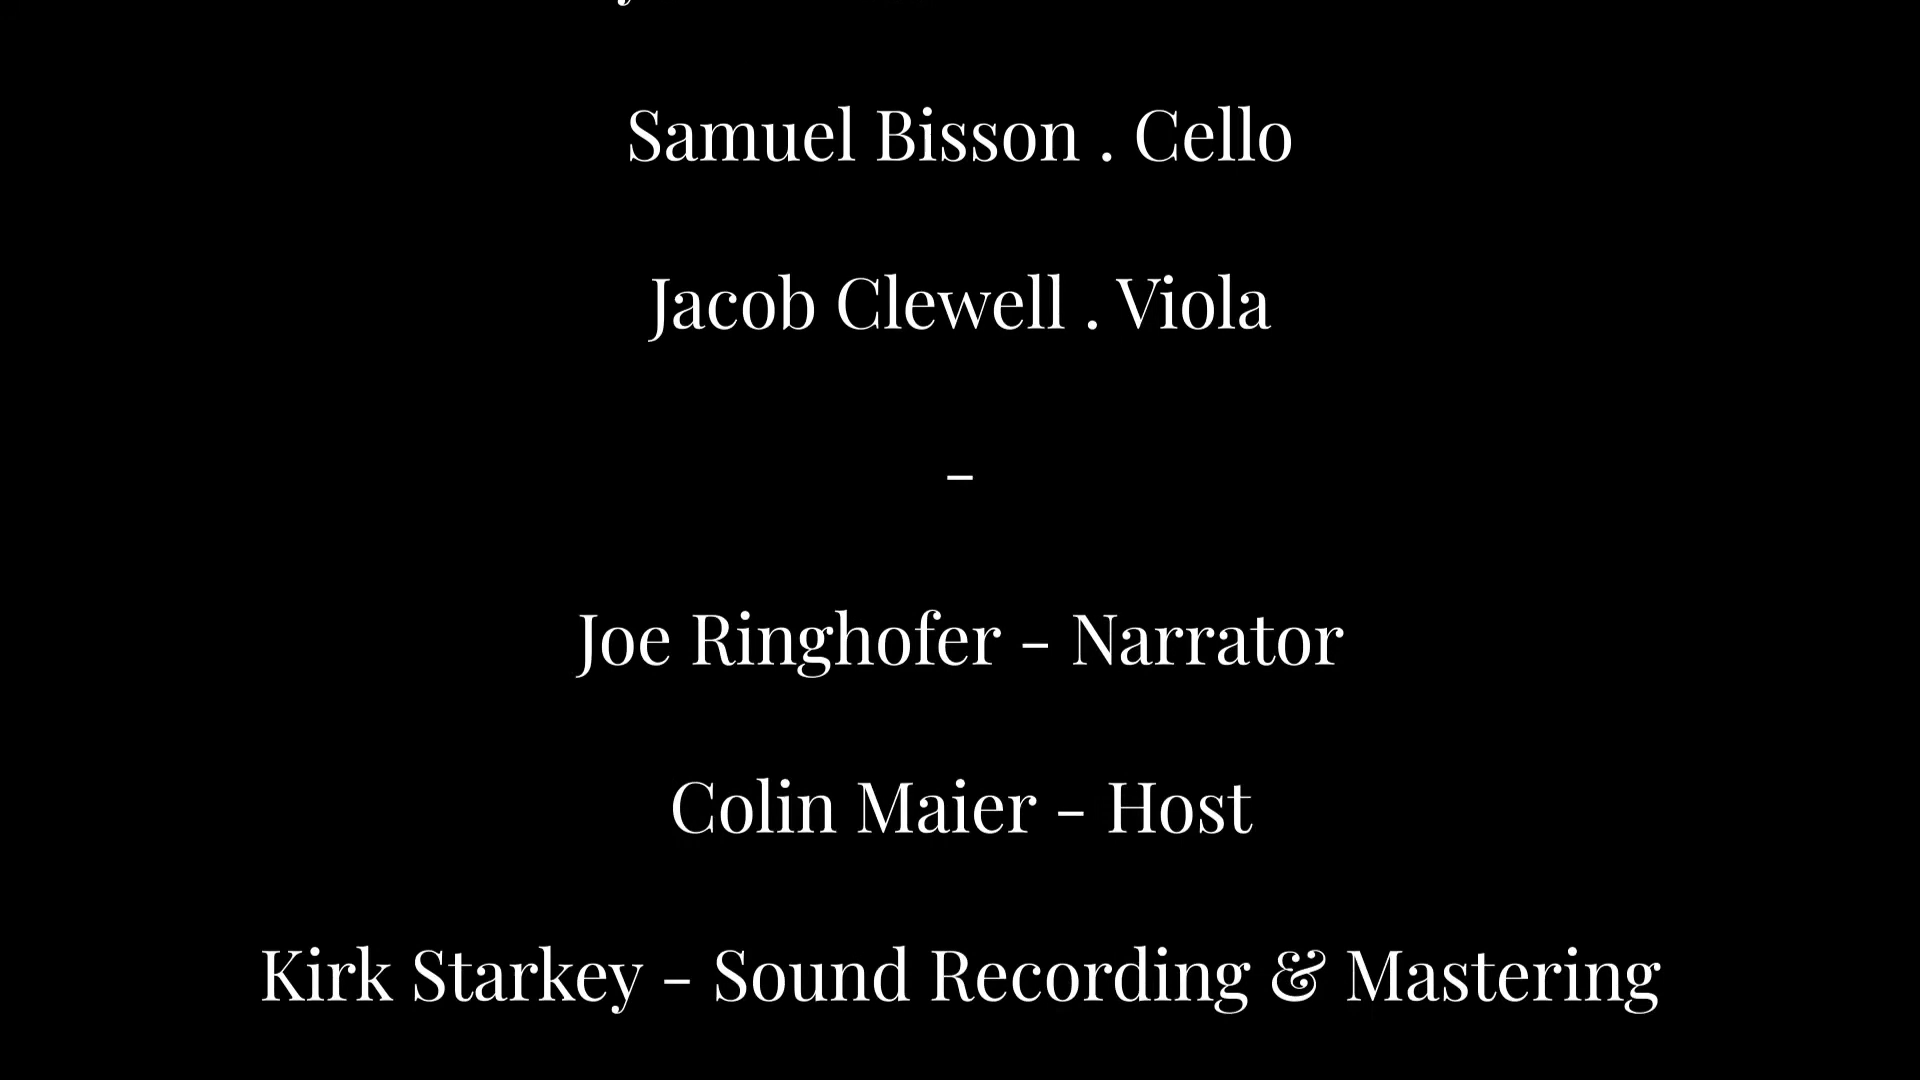 Samuel Bisson . Cello
Jacob Clewell . Viola
-
Joe Ringhofer - Narrator
Colin Maier - Host
Kirk Starkey - Sound Recording & Mastering